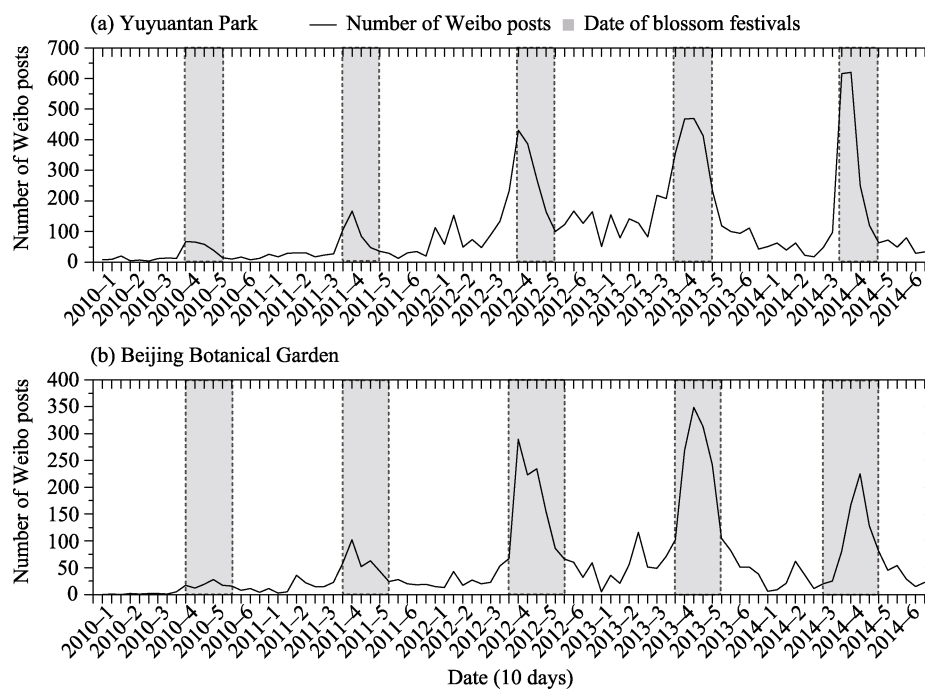 (a) Yuyuantan Park — Number of Weibo posts Date of blossom festivals
Number of Weibo posts
700
600
500
400
300
200
100
0
2010−1 2010−2 2010−3 2010−4 2010−5 2010−6 2011−1 2011−2 2011−3 2011−4 2011−5 2011−6 2012−1 2012−2 2012−3 2012−4 2012−5 2012−6 2013−1 2013−2 2013−3 2013−4 2013−5 2013−6 2014−1 2014−2 2014−3 2014−4 2014−5 2014−6
(b) Beijing Botanical Garden
Number of Weibo posts
400
350
300
250
200
150
100
50
0
2010−1 2010−2 2010−3 2010−4 2010−5 2010−6 2011−1 2011−2 2011−3 2011−4 2011−5 2011−6 2012−1 2012−2 2012−3 2012−4 2012−5 2012−6 2013−1 2013−2 2013−3 2013−4 2013−5 2013−6 2014−1 2014−2 2014−3 2014−4 2014−5 2014−6
Date (10 days)